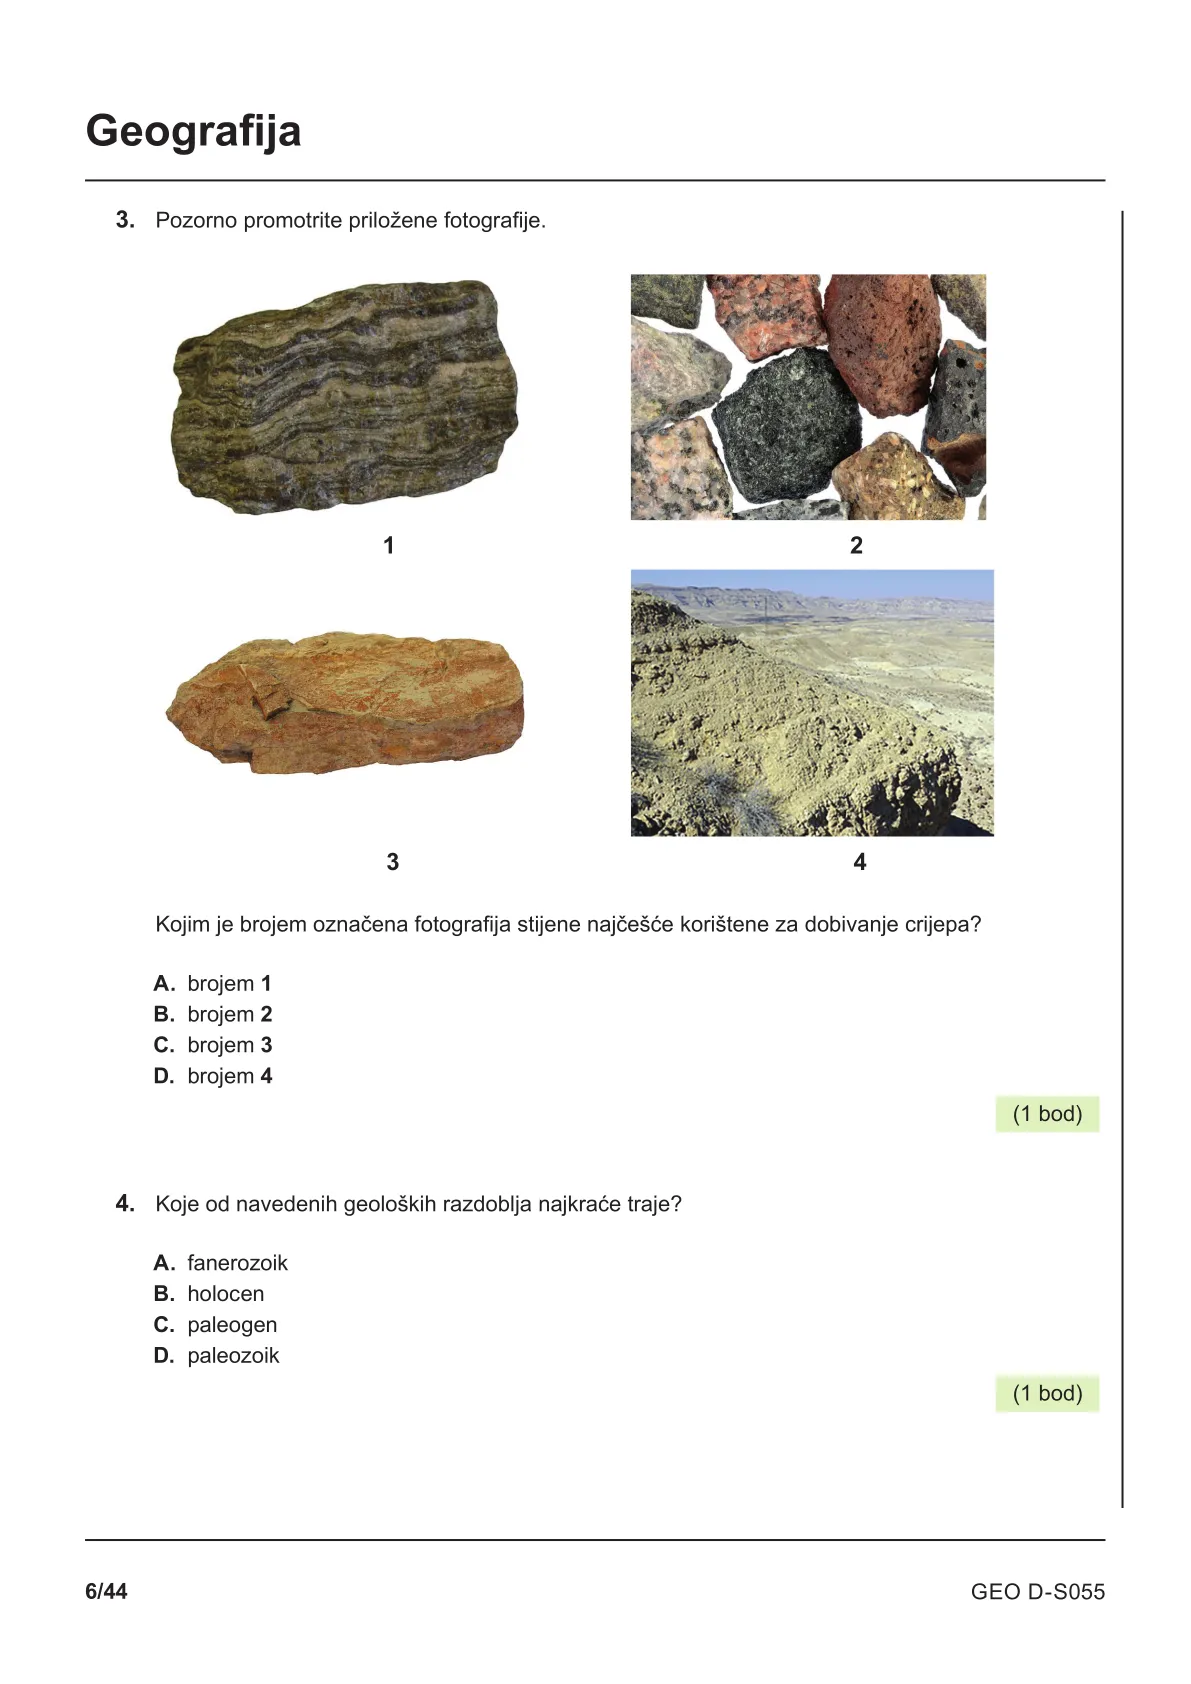 Geografija
3. Pozorno promotrite priložene fotografije.
1
2
3
4
Kojim je brojem označena fotografija stijene najčešće korištene za dobivanje crijepa?
A. brojem 1
B. brojem 2
C. brojem 3
D. brojem 4
(1 bod)
4. Koje od navedenih geoloških razdoblja najkraće traje?
A. fanerozoik
B. holocen
C. paleogen
D. paleozoik
(1 bod)
6/44
GEO D-S055